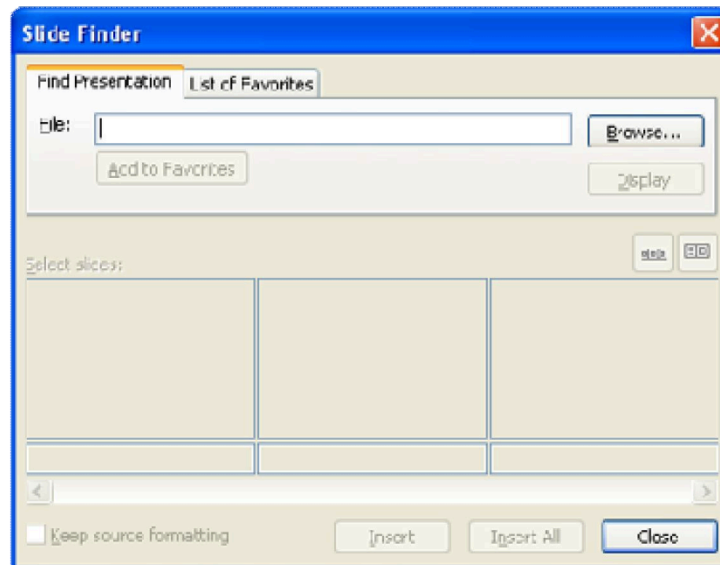 Slide Finder
Find Presentation List of Favorites
File: Browse...
Add to Favorites Display
Select slides:
Keep source formatting Insert Insert All Close